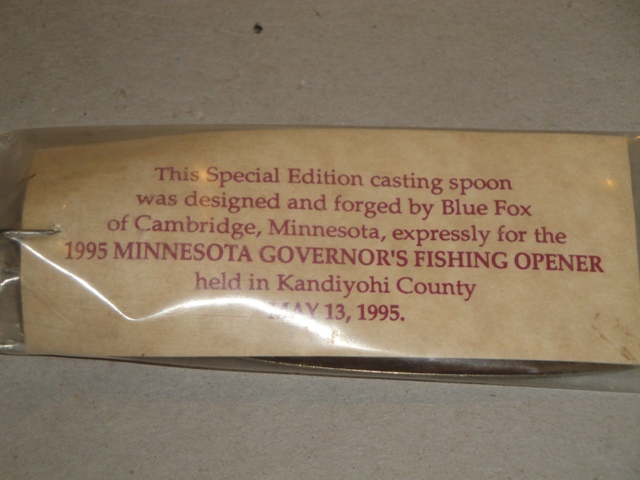 This Special Edition casting spoon
was designed and forged by Blue Fox
of Cambridge, Minnesota, expressly for the
1995 MINNESOTA GOVERNOR'S FISHING OPENER
held in Kandiyohi County
MAY 13, 1995.